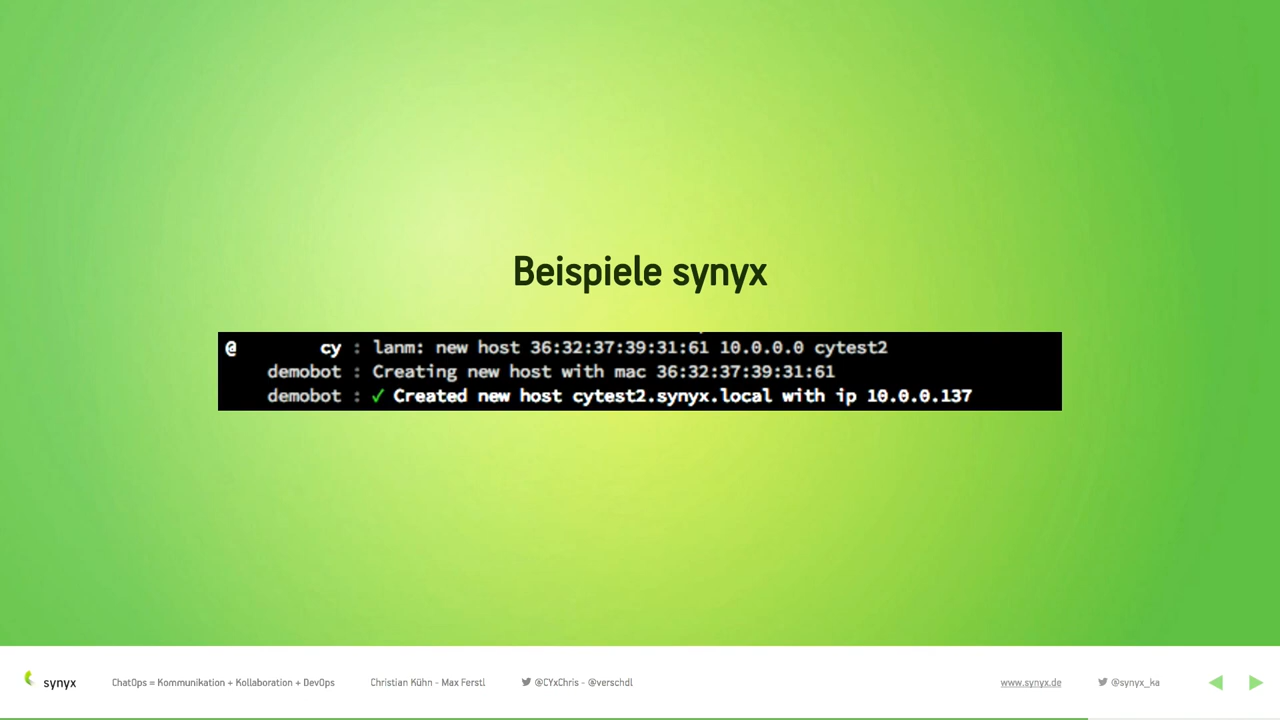 Beispiele synyx
@ cy : lanm: new host 36:32:37:39:31:61 10.0.0.0 cytest2
demobot : Creating new host with mac 36:32:37:39:31:61
demobot : ✓ Created new host cytest2.synyx.local with ip 10.0.0.137
synyx ChatOps = Kommunikation + Kollaboration + DevOps Christian Kühn - Max Ferstl @CYxChris - @verschdl www.synyx.de @synyx_ka